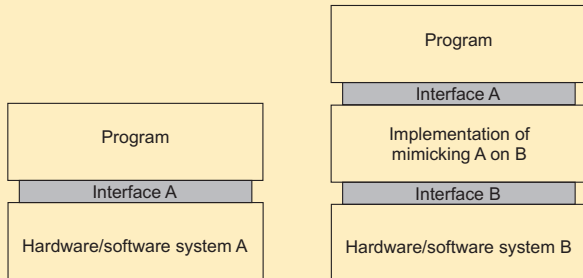 Program
Interface A
Hardware/software system A
Program
Interface A
Implementation of
mimicking A on B
Interface B
Hardware/software system B